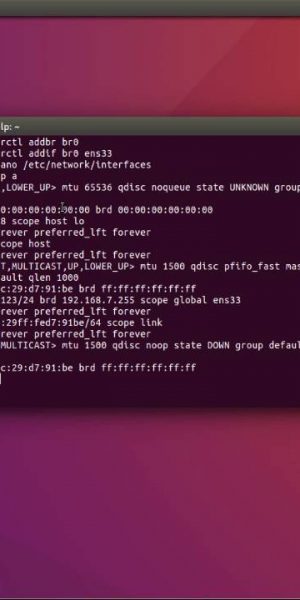 lp: ~
rctl addbr br0
rctl addif br0 ens33
ano /etc/network/interfaces
p a
,LOWER_UP> mtu 65536 qdisc noqueue state UNKNOWN group
0:00:00:00:00:00 brd 00:00:00:00:00:00
8 scope host lo
rever preferred_lft forever
cope host
rever preferred_lft forever
T,MULTICAST,UP,LOWER_UP> mtu 1500 qdisc pfifo_fast mas
fault qlen 1000
c:29:d7:91:be brd ff:ff:ff:ff:ff:ff
123/24 brd 192.168.7.255 scope global ens33
rever preferred_lft forever
:29ff:fed7:91be/64 scope link
rever preferred_lft forever
MULTICAST> mtu 1500 qdisc noop state DOWN group defaul
c:29:d7:91:be brd ff:ff:ff:ff:ff:ff